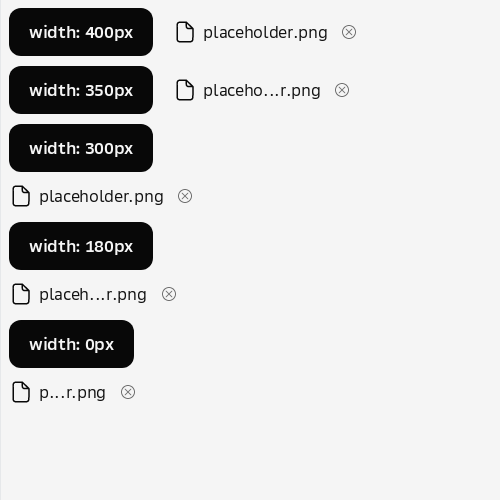 width: 400px placeholder.png
width: 350px placeho...r.png
width: 300px
placeholder.png
width: 180px
placeh...r.png
width: 0px
p...r.png